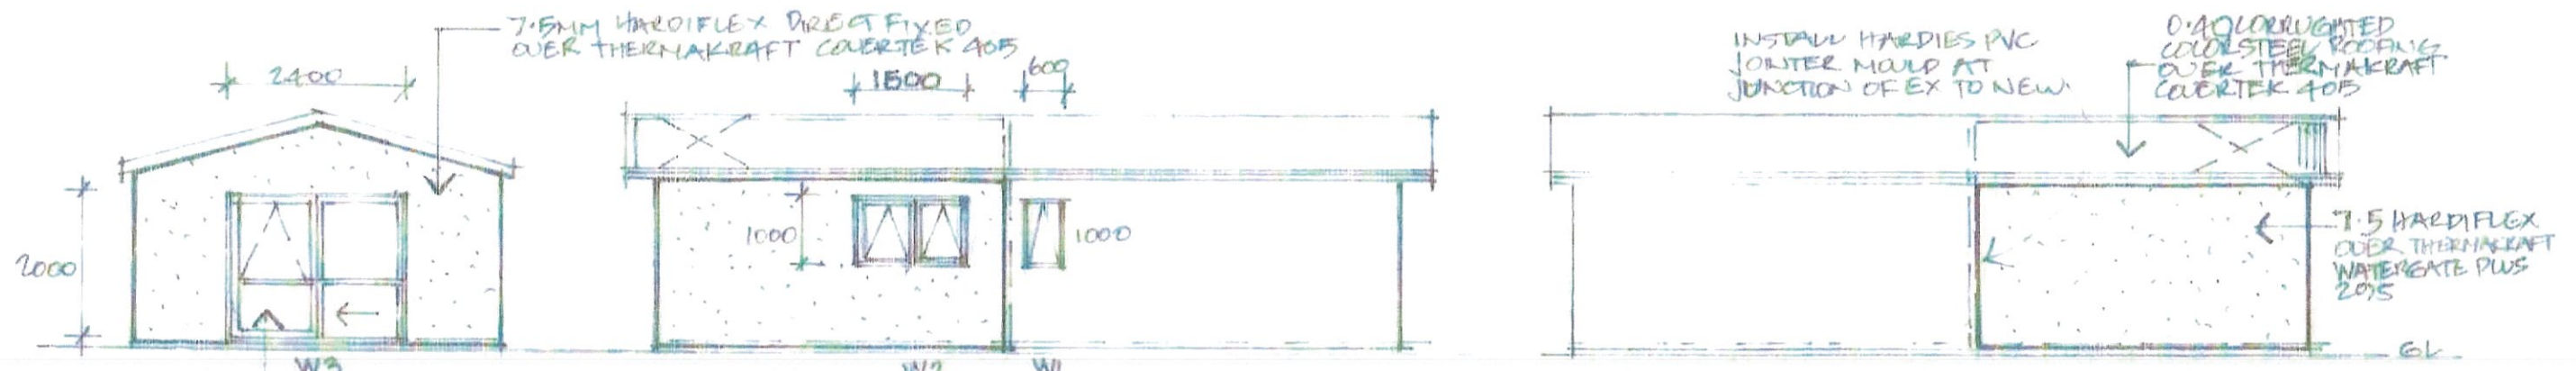 7.5MM HARDIFLEX DIRECT FIXED
OVER THERMAKRAFT COVERTEK 405
2400
2000
W3
1500
600
1000
1000
W2
W1
INSTALL HARDIES PVC
JOINTER MOULD AT
JUNCTION OF EX TO NEW.
0.40 CORRUGATED
COLORSTEEL ROOFING
OVER THERMAKRAFT
COVERTEK 405
7.5 HARDIFLEX
OVER THERMAKRAFT
WATERGATE PLUS
295
GL